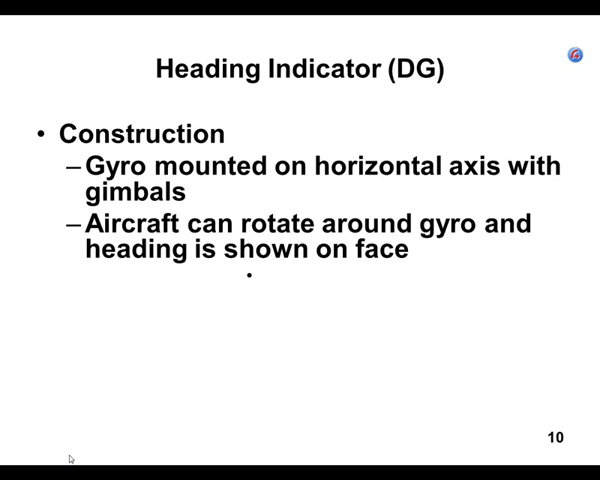 Heading Indicator (DG)
• Construction
–Gyro mounted on horizontal axis with
gimbals
–Aircraft can rotate around gyro and
heading is shown on face
•
10